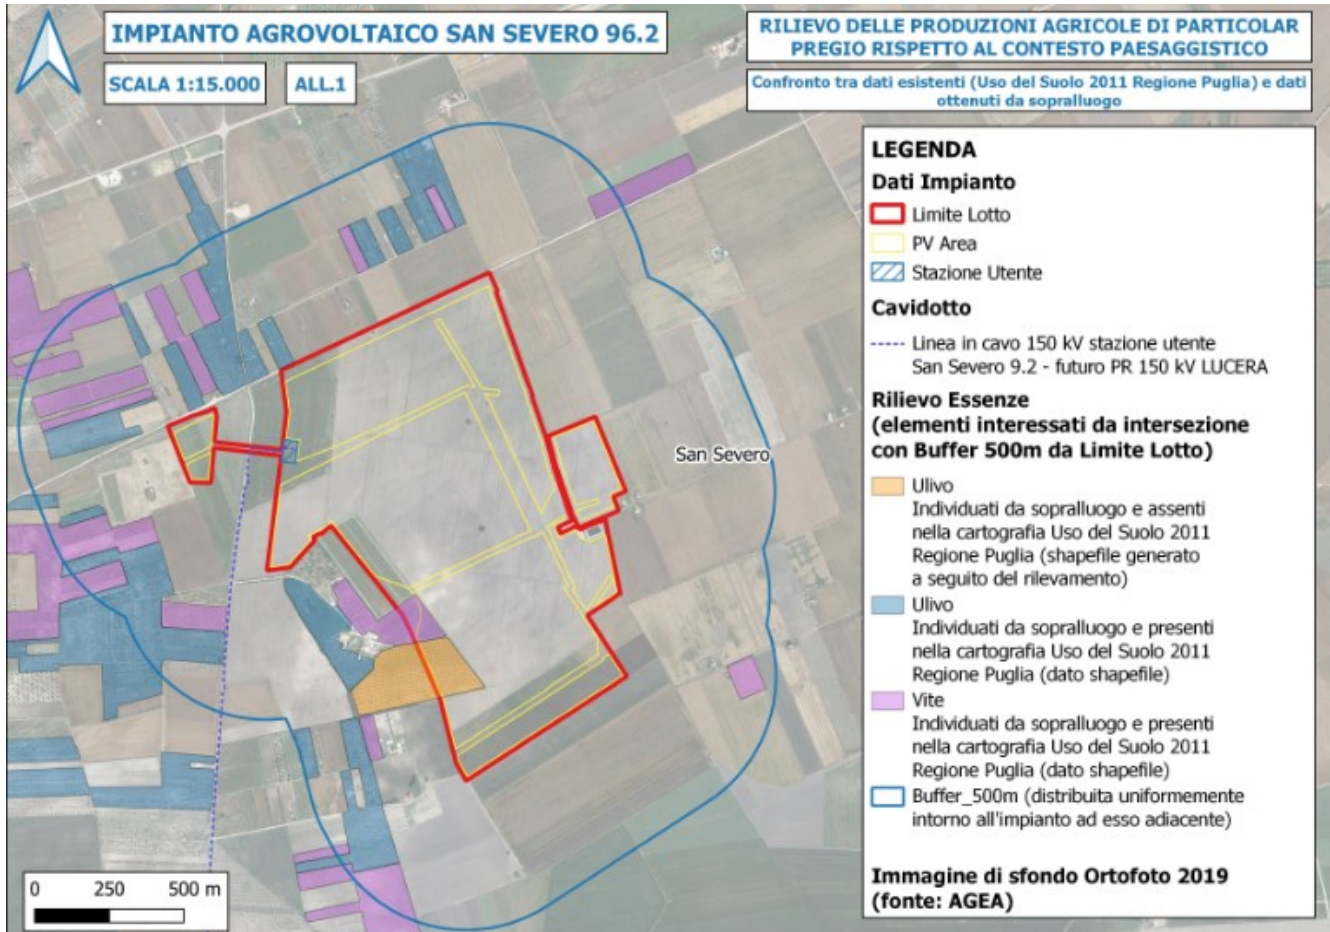 IMPIANTO AGROVOLTAICO SAN SEVERO 96.2
SCALA 1:15.000
ALL.1
RILIEVO DELLE PRODUZIONI AGRICOLE DI PARTICOLAR
PREGIO RISPETTO AL CONTESTO PAESAGGISTICO
Confronto tra dati esistenti (Uso del Suolo 2011 Regione Puglia) e dati
ottenuti da sopralluogo
LEGENDA
Dati Impianto
Limite Lotto
PV Area
Stazione Utente
Cavidotto
Linea in cavo 150 kV stazione utente
San Severo 9.2 - futuro PR 150 kV LUCERA
Rilievo Essenze
(elementi interessati da intersezione
con Buffer 500m da Limite Lotto)
Ulivo
Individuati da sopralluogo e assenti
nella cartografia Uso del Suolo 2011
Regione Puglia (shapefile generato
a seguito del rilevamento)
Ulivo
Individuati da sopralluogo e presenti
nella cartografia Uso del Suolo 2011
Regione Puglia (dato shapefile)
Vite
Individuati da sopralluogo e presenti
nella cartografia Uso del Suolo 2011
Regione Puglia (dato shapefile)
Buffer_500m (distribuita uniformemente
intorno all'impianto ad esso adiacente)
Immagine di sfondo Ortofoto 2019
(fonte: AGEA)
San Severo
0 250 500 m